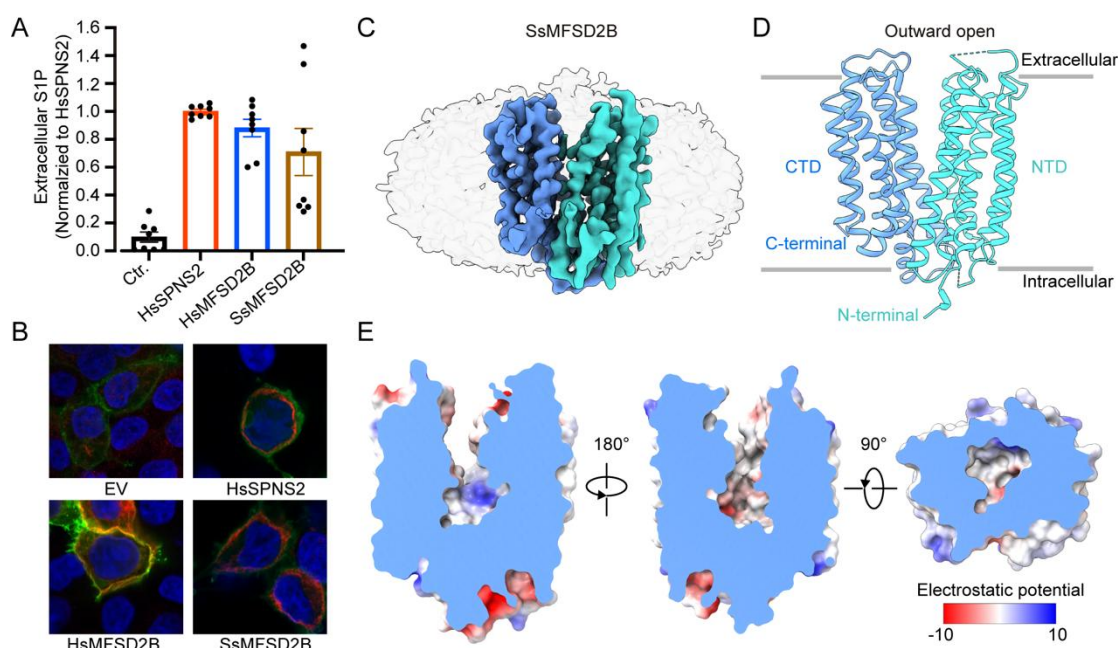 A
Extracellular S1P
(Normalzied to HsSPNS2)
1.6
1.4
1.2
1.0
0.8
0.6
0.4
0.2
0.0
Ctr.
HsSPNS2
HsMFSD2B
SsMFSD2B
B
EV
HsSPNS2
HsMFSD2B
SsMFSD2B
C
SsMFSD2B
D
Outward open
Extracellular
CTD
NTD
C-terminal
Intracellular
N-terminal
E
180°
90°
Electrostatic potential
-10
10